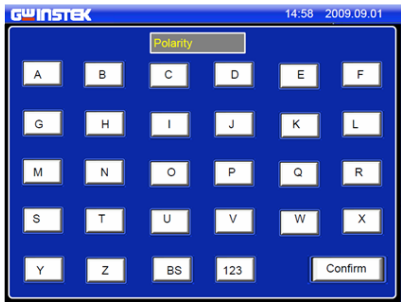 GWINSTEK 14:58 2009.09.01
Polarity
A B C D E F
G H I J K L
M N O P Q R
S T U V W X
Y Z BS 123 Confirm